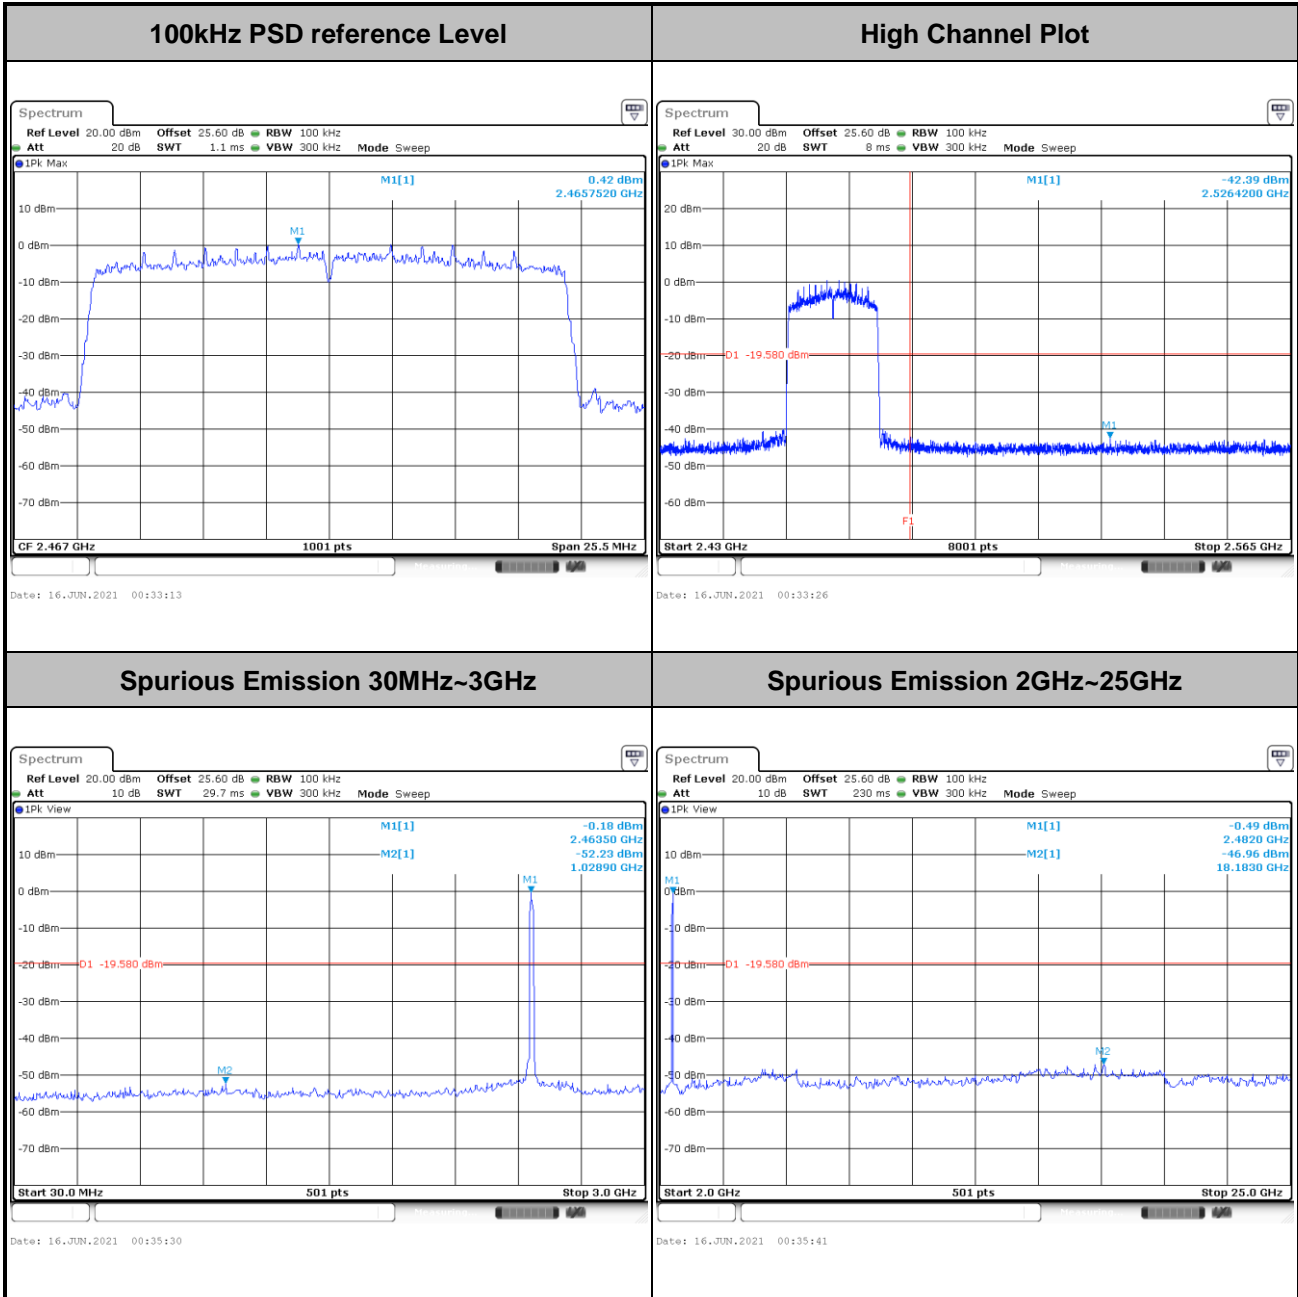 100kHz PSD reference Level
High Channel Plot
Spectrum
Ref Level 20.00 dBm Offset 25.60 dB RBW 100 kHz
Att 20 dB SWT 1.1 ms VBW 300 kHz Mode Sweep
1Pk Max
M1[1] 0.42 dBm
2.4657520 GHz
10 dBm
M1
0 dBm
-10 dBm
-20 dBm
-30 dBm
-40 dBm
-50 dBm
-60 dBm
-70 dBm
CF 2.467 GHz 1001 pts Span 25.5 MHz
Measuring
Date: 16.JUN.2021 00:33:13
Spectrum
Ref Level 30.00 dBm Offset 25.60 dB RBW 100 kHz
Att 20 dB SWT 8 ms VBW 300 kHz Mode Sweep
1Pk Max
M1[1] -42.39 dBm
2.5264200 GHz
20 dBm
10 dBm
0 dBm
-10 dBm
-20 dBm D1 -19.580 dBm
-30 dBm
-40 dBm
M1
-50 dBm
-60 dBm
F1
Start 2.43 GHz 8001 pts Stop 2.565 GHz
Measuring
Date: 16.JUN.2021 00:33:26
Spurious Emission 30MHz~3GHz
Spurious Emission 2GHz~25GHz
Spectrum
Ref Level 20.00 dBm Offset 25.60 dB RBW 100 kHz
Att 10 dB SWT 29.7 ms VBW 300 kHz Mode Sweep
1Pk View
M1[1] -0.18 dBm
2.46350 GHz
10 dBm M2[1] -52.23 dBm
1.02890 GHz
M1
0 dBm
-10 dBm
-20 dBm D1 -19.580 dBm
-30 dBm
-40 dBm
M2
-50 dBm
-60 dBm
-70 dBm
Start 30.0 MHz 501 pts Stop 3.0 GHz
Measuring
Date: 16.JUN.2021 00:35:30
Spectrum
Ref Level 20.00 dBm Offset 25.60 dB RBW 100 kHz
Att 10 dB SWT 230 ms VBW 300 kHz Mode Sweep
1Pk View
M1[1] -0.49 dBm
2.4820 GHz
10 dBm M2[1] -46.96 dBm
18.1830 GHz
M1
0 dBm
-10 dBm
-20 dBm D1 -19.580 dBm
-30 dBm
-40 dBm
M2
-50 dBm
-60 dBm
-70 dBm
Start 2.0 GHz 501 pts Stop 25.0 GHz
Measuring
Date: 16.JUN.2021 00:35:41